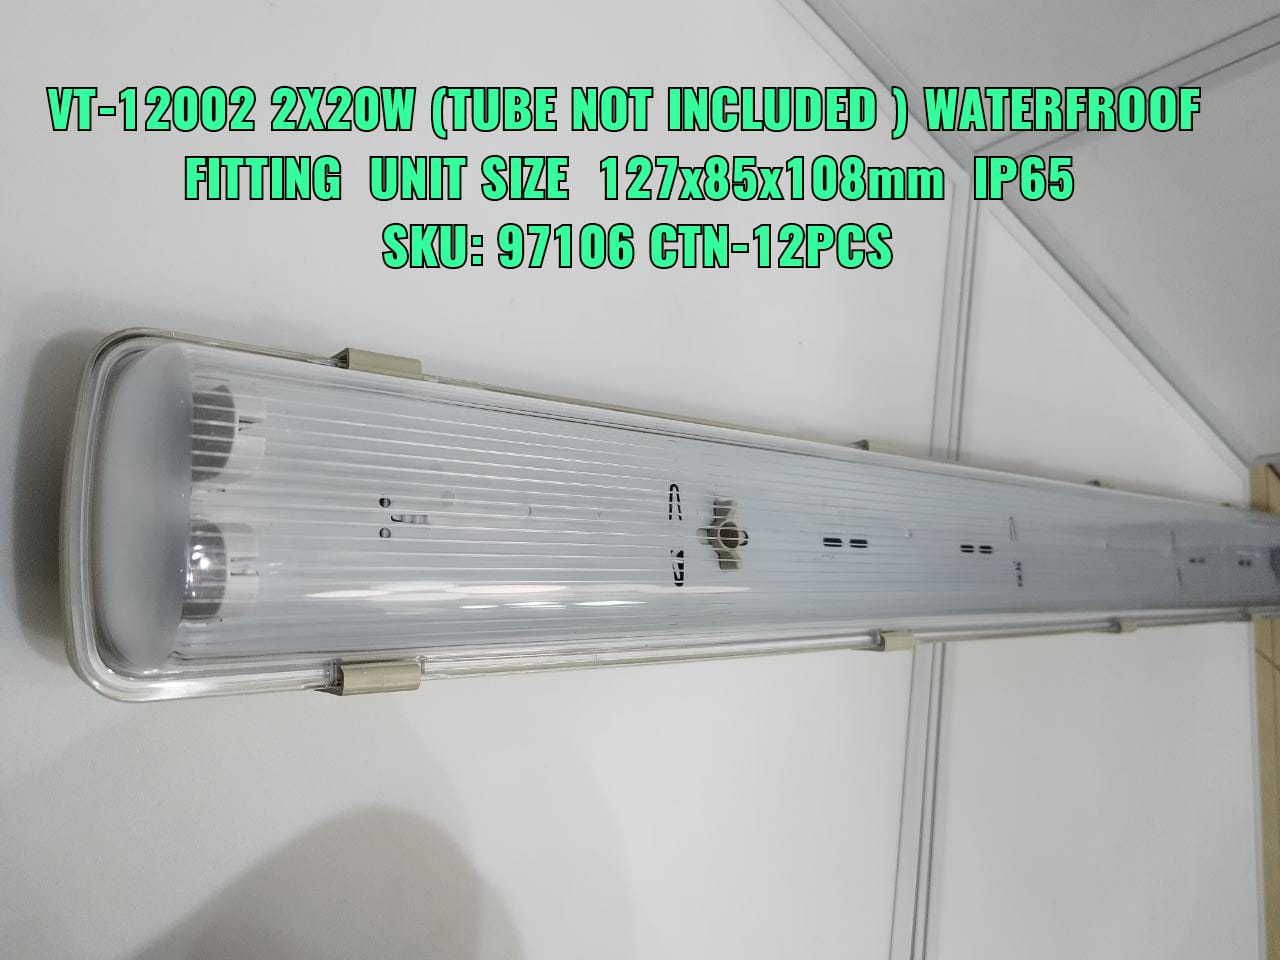 VT-12002 2X20W (TUBE NOT INCLUDED ) WATERFROOF
FITTING UNIT SIZE 127x85x108mm IP65
SKU: 97106 CTN-12PCS